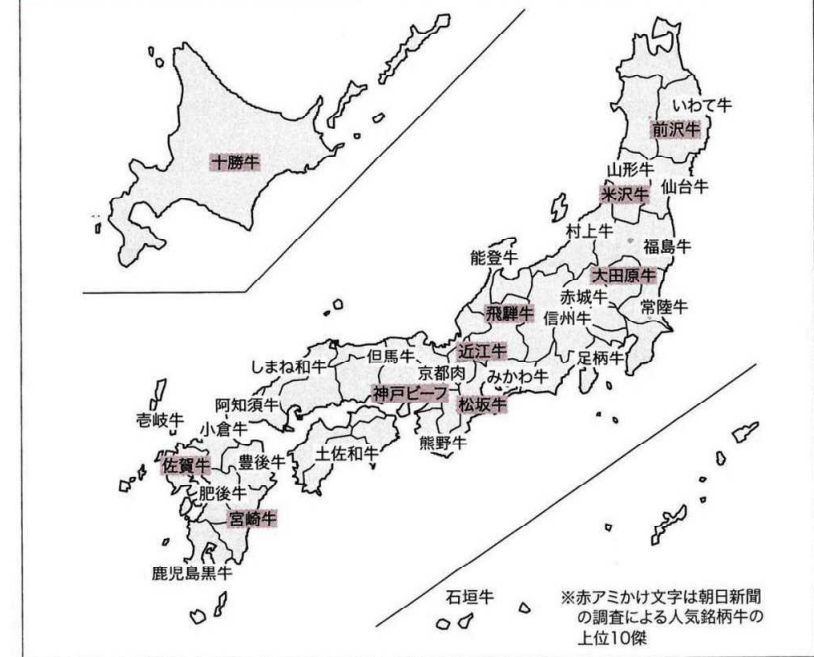 いわて牛
前沢牛
十勝牛
山形牛
仙台牛
米沢牛
村上牛
福島牛
能登牛
大田原牛
赤城牛
常陸牛
飛騨牛
信州牛
近江牛
但馬牛
足柄牛
しまね和牛
京都肉
みかわ牛
神戸ビーフ
阿知須牛
松坂牛
壱岐牛
小倉牛
熊野牛
土佐和牛
佐賀牛
豊後牛
肥後牛
宮崎牛
鹿児島黒牛
石垣牛
※赤アミかけ文字は朝日新聞
の調査による人気銘柄牛の
上位10傑